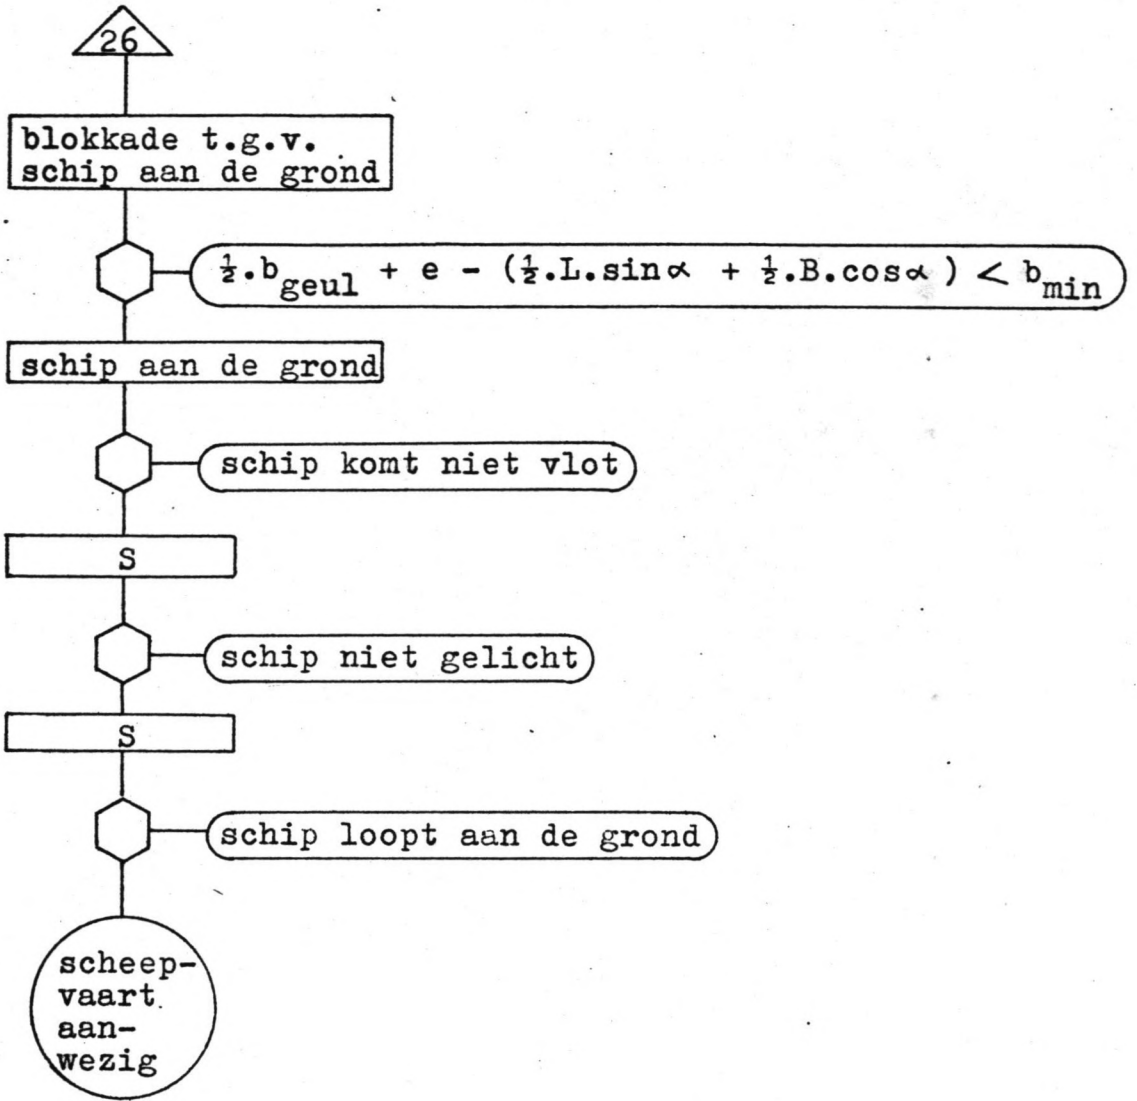 26
blokkade t.g.v.
schip aan de grond
½.b_geul + e - (½.L.sinα + ½.B.cosα) < b_min
schip aan de grond
schip komt niet vlot
S
schip niet gelicht
S
schip loopt aan de grond
scheep-
vaart
aan-
wezig